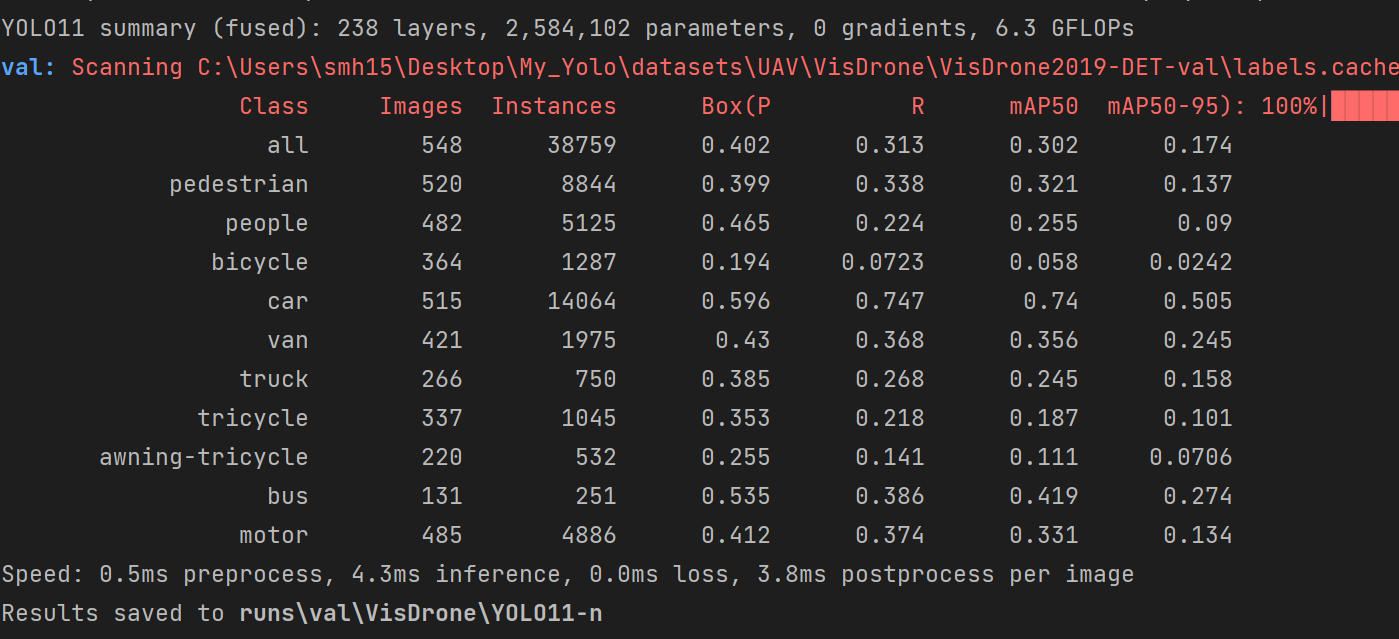 YOLO11 summary (fused): 238 layers, 2,584,102 parameters, 0 gradients, 6.3 GFLOPs
val: Scanning C:\Users\smh15\Desktop\My_Yolo\datasets\UAV\VisDrone\VisDrone2019-DET-val\labels.cache
Class Images Instances Box(P R mAP50 mAP50-95): 100%|
all 548 38759 0.402 0.313 0.302 0.174
pedestrian 520 8844 0.399 0.338 0.321 0.137
people 482 5125 0.465 0.224 0.255 0.09
bicycle 364 1287 0.194 0.0723 0.058 0.0242
car 515 14064 0.596 0.747 0.74 0.505
van 421 1975 0.43 0.368 0.356 0.245
truck 266 750 0.385 0.268 0.245 0.158
tricycle 337 1045 0.353 0.218 0.187 0.101
awning-tricycle 220 532 0.255 0.141 0.111 0.0706
bus 131 251 0.535 0.386 0.419 0.274
motor 485 4886 0.412 0.374 0.331 0.134
Speed: 0.5ms preprocess, 4.3ms inference, 0.0ms loss, 3.8ms postprocess per image
Results saved to runs\val\VisDrone\YOLO11-n